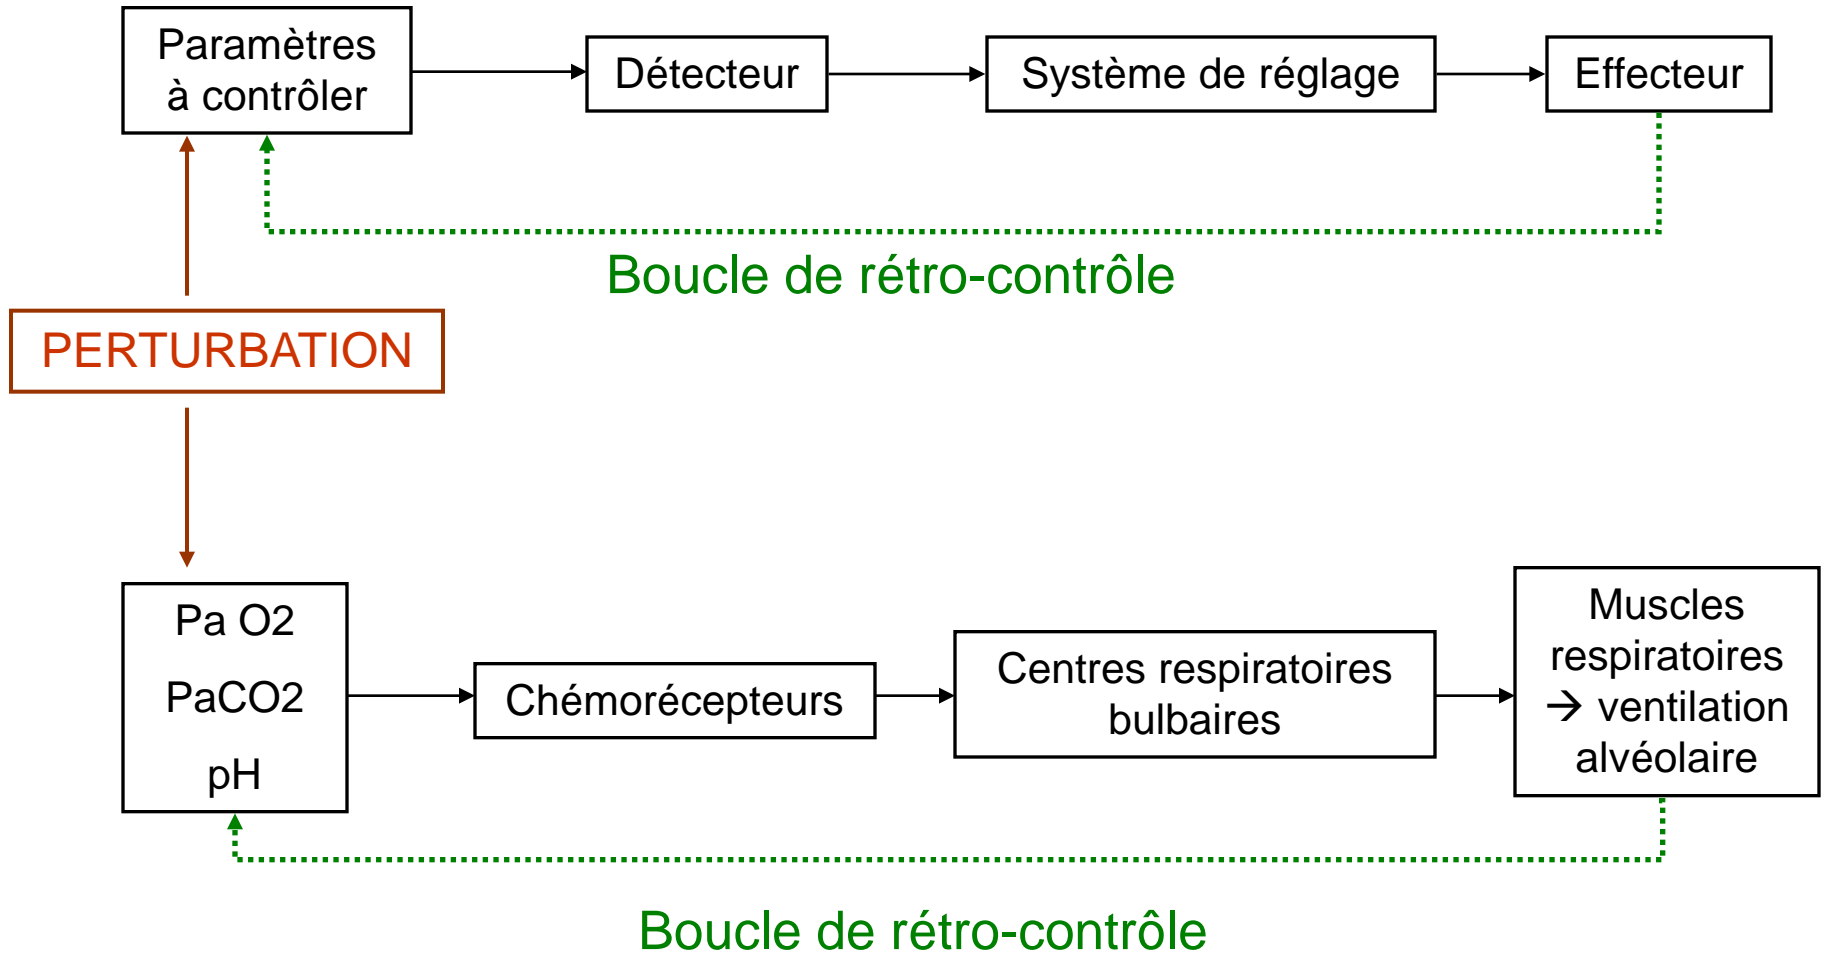 Paramètres
à contrôler
Détecteur
Système de réglage
Effecteur
Boucle de rétro-contrôle
PERTURBATION
Pa O2
PaCO2
pH
Chémorécepteurs
Centres respiratoires
bulbaires
Muscles
respiratoires
→ ventilation
alvéolaire
Boucle de rétro-contrôle